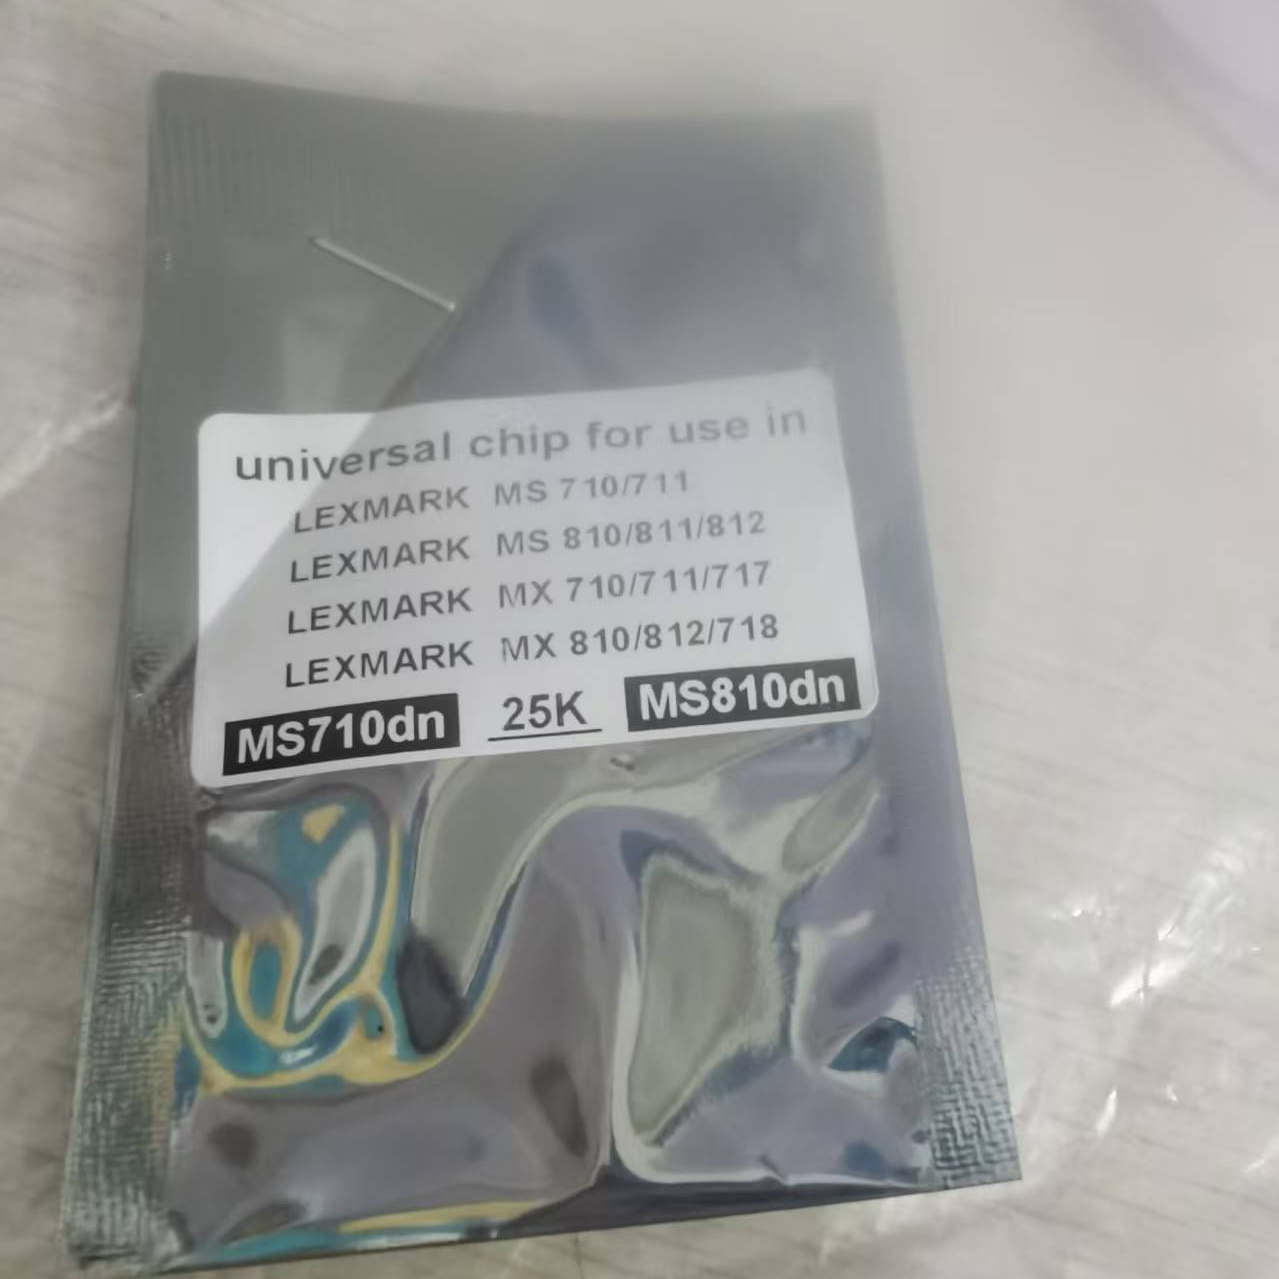 universal chip for use in
LEXMARK MS 710/711
LEXMARK MS 810/811/812
LEXMARK MX 710/711/717
LEXMARK MX 810/812/718
MS710dn 25K MS810dn